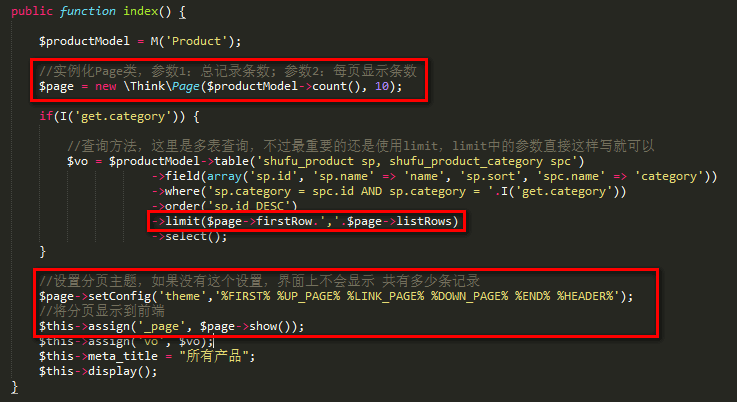 public function index() {
$productModel = M('Product');
//实例化Page类，参数1：总记录条数；参数2：每页显示条数
$page = new \Think\Page($productModel->count(), 10);
if(I('get.category')) {
//查询方法，这里是多表查询，不过最重要的还是使用limit，limit中的参数直接这样写就可以
$vo = $productModel->table('shufu_product sp, shufu_product_category spc')
->field(array('sp.id', 'sp.name' => 'name', 'sp.sort', 'spc.name' => 'category'))
->where('sp.category = spc.id AND sp.category = '.I('get.category'))
->order('sp.id DESC')
->limit($page->firstRow.','.$page->listRows)
->select();
}
//设置分页主题，如果没有这个设置，界面上不会显示 共有多少条记录
$page->setConfig('theme','%FIRST% %UP_PAGE% %LINK_PAGE% %DOWN_PAGE% %END% %HEADER%');
//将分页显示到前端
$this->assign('_page', $page->show());
$this->assign('vo', $vo);
$this->meta_title = "所有产品";
$this->display();
}